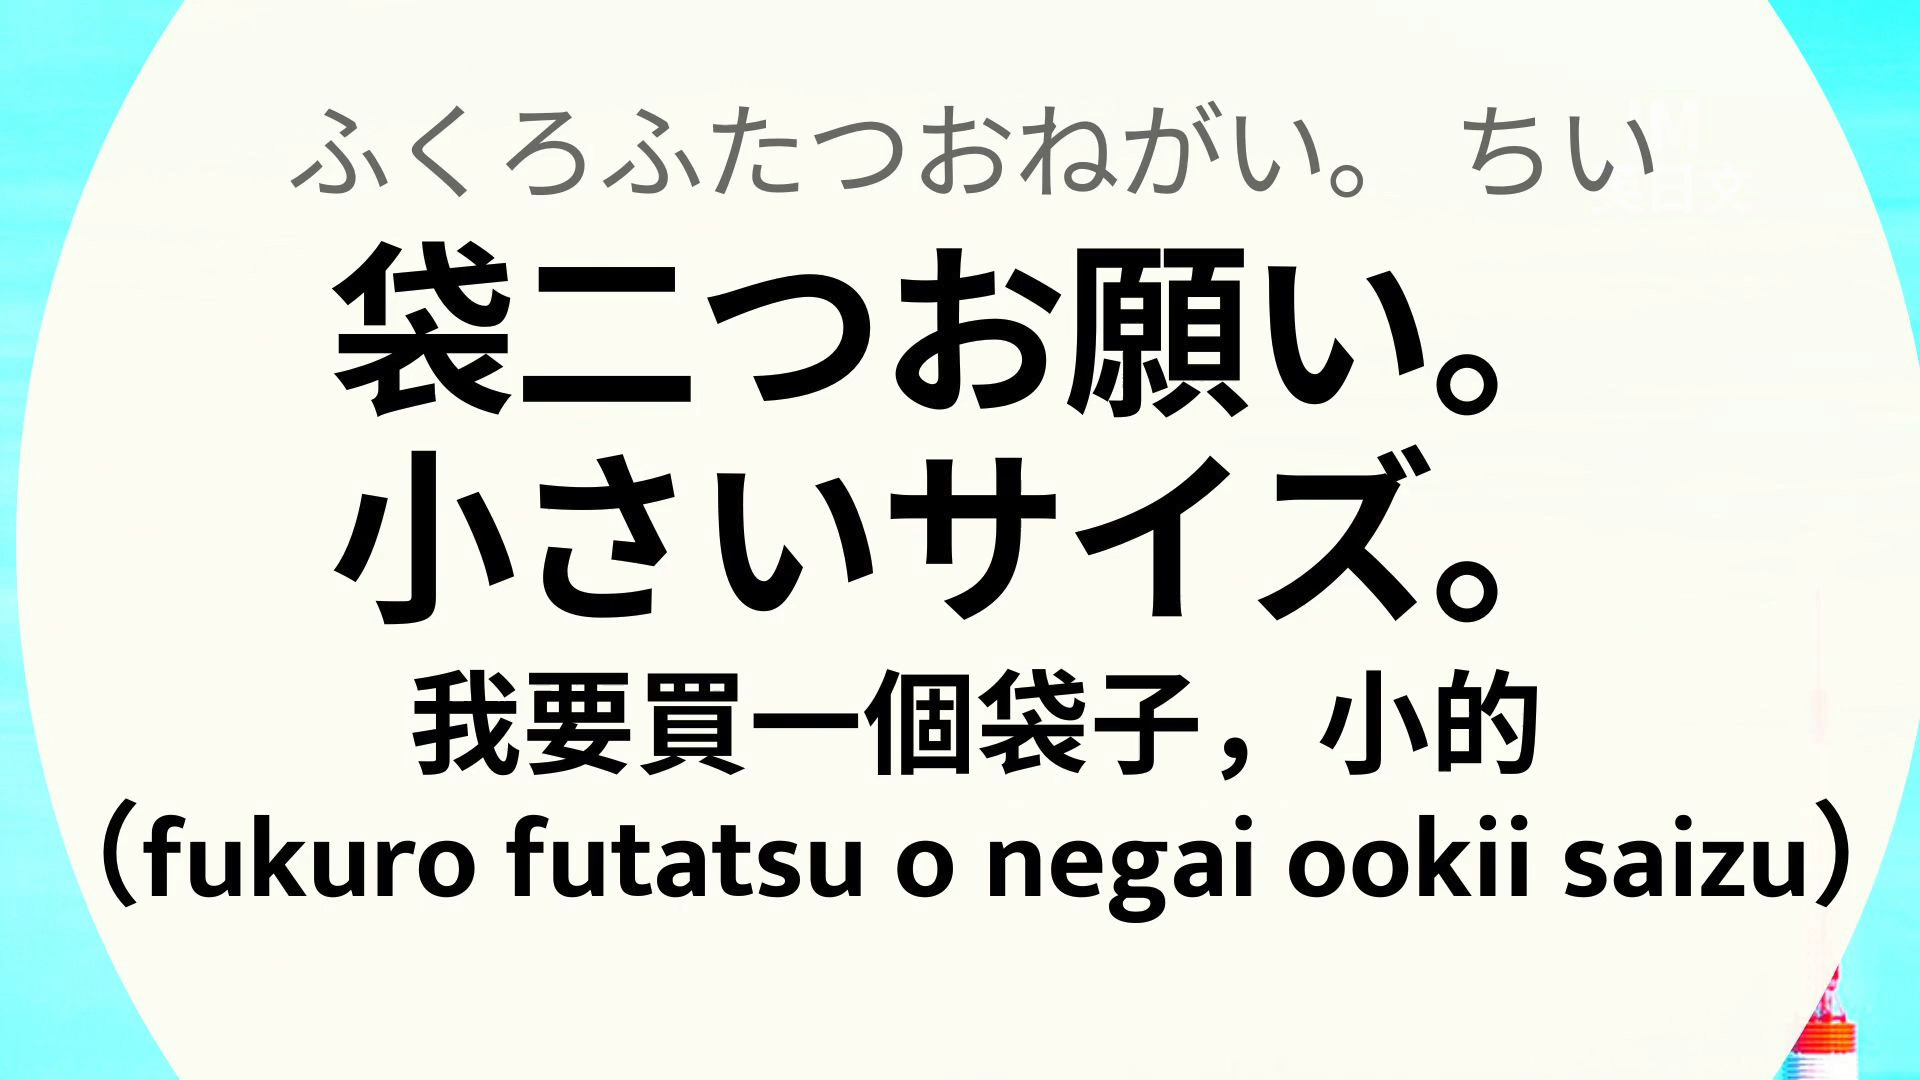 ふくろふたつおねがい。 ちい
袋二つお願い。
小さいサイズ。
我要買一個袋子，小的
（fukuro futatsu o negai ookii saizu）